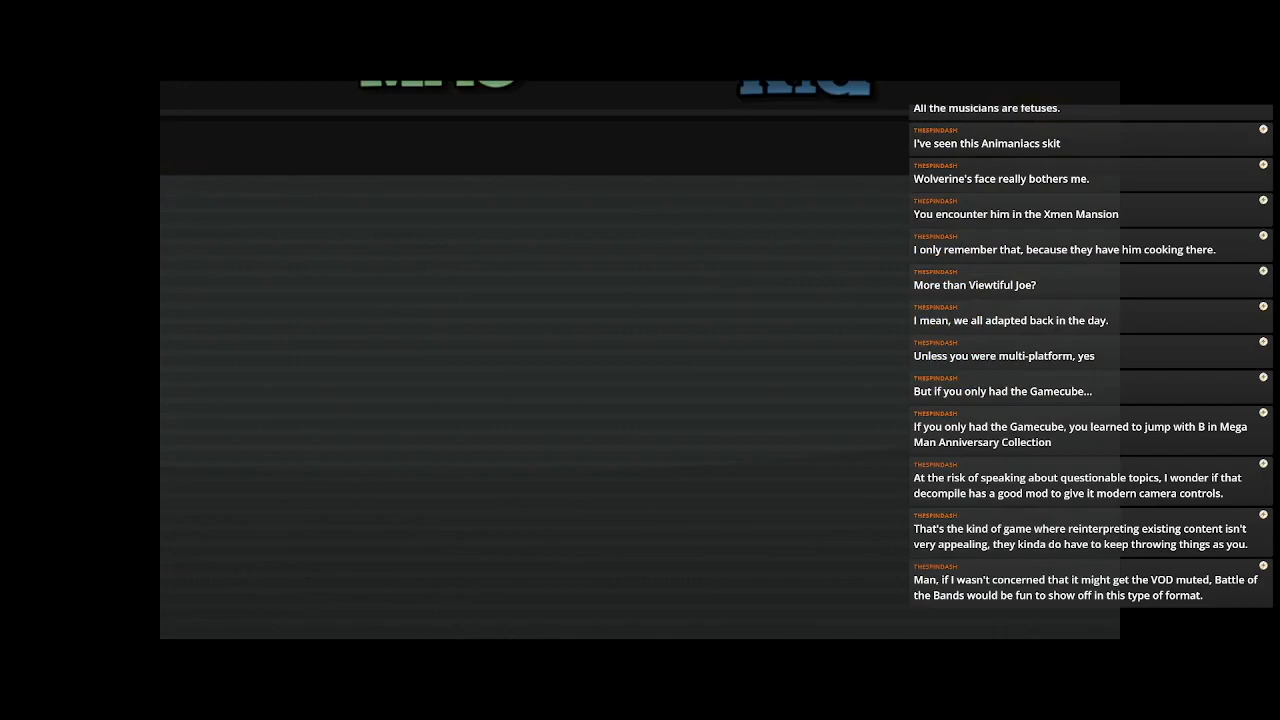 All the musicians are fetuses.
THESPINDASH
I've seen this Animaniacs skit
THESPINDASH
Wolverine's face really bothers me.
THESPINDASH
You encounter him in the Xmen Mansion
THESPINDASH
I only remember that, because they have him cooking there.
THESPINDASH
More than Viewtiful Joe?
THESPINDASH
I mean, we all adapted back in the day.
THESPINDASH
Unless you were multi-platform, yes
THESPINDASH
But if you only had the Gamecube...
THESPINDASH
If you only had the Gamecube, you learned to jump with B in Mega
Man Anniversary Collection
THESPINDASH
At the risk of speaking about questionable topics, I wonder if that
decompile has a good mod to give it modern camera controls.
THESPINDASH
That's the kind of game where reinterpreting existing content isn't
very appealing, they kinda do have to keep throwing things as you.
THESPINDASH
Man, if I wasn't concerned that it might get the VOD muted, Battle of
the Bands would be fun to show off in this type of format.